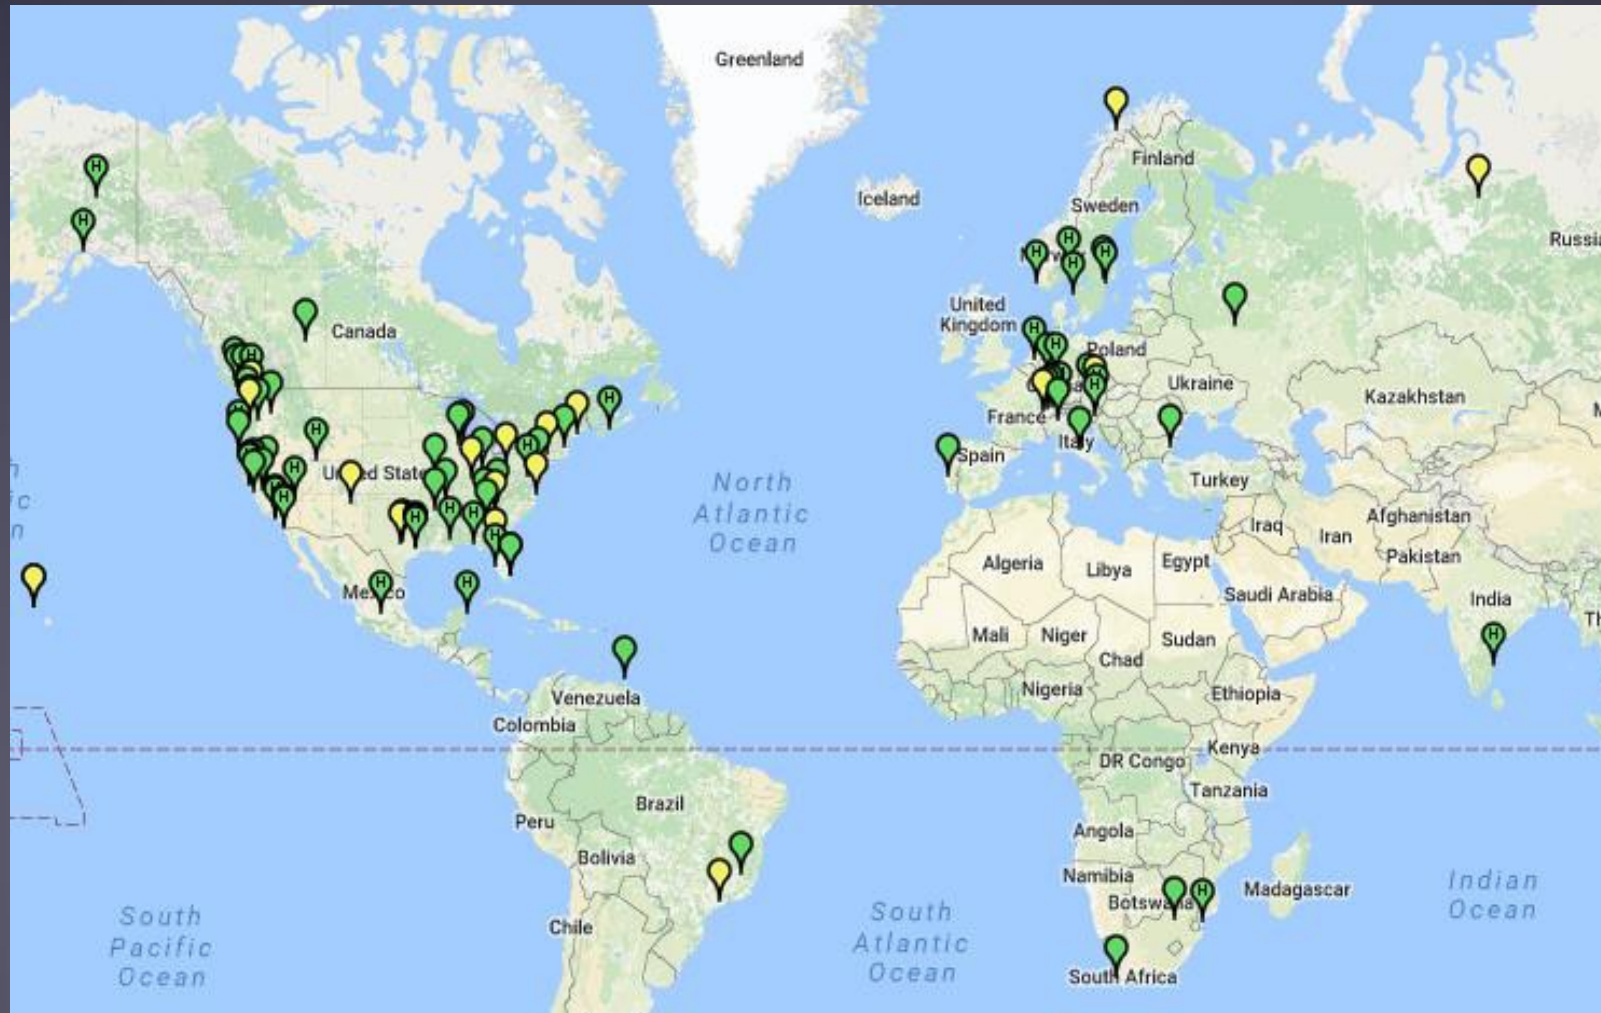 Greenland
Finland
Iceland
Sweden
Russia
Canada
United
Kingdom
Poland
Ukraine
Kazakhstan
France
Italy
Spain
Turkey
North
Atlantic
Ocean
Iraq
Iran
Afghanistan
Pakistan
Algeria
Libya
Egypt
Saudi Arabia
India
Mexico
Mali
Niger
Chad
Sudan
Nigeria
Ethiopia
Venezuela
Colombia
DR Congo
Kenya
Tanzania
Brazil
Peru
Angola
Bolivia
Namibia
Botswana
Madagascar
Indian
Ocean
South
Pacific
Ocean
Chile
South
Atlantic
Ocean
South Africa